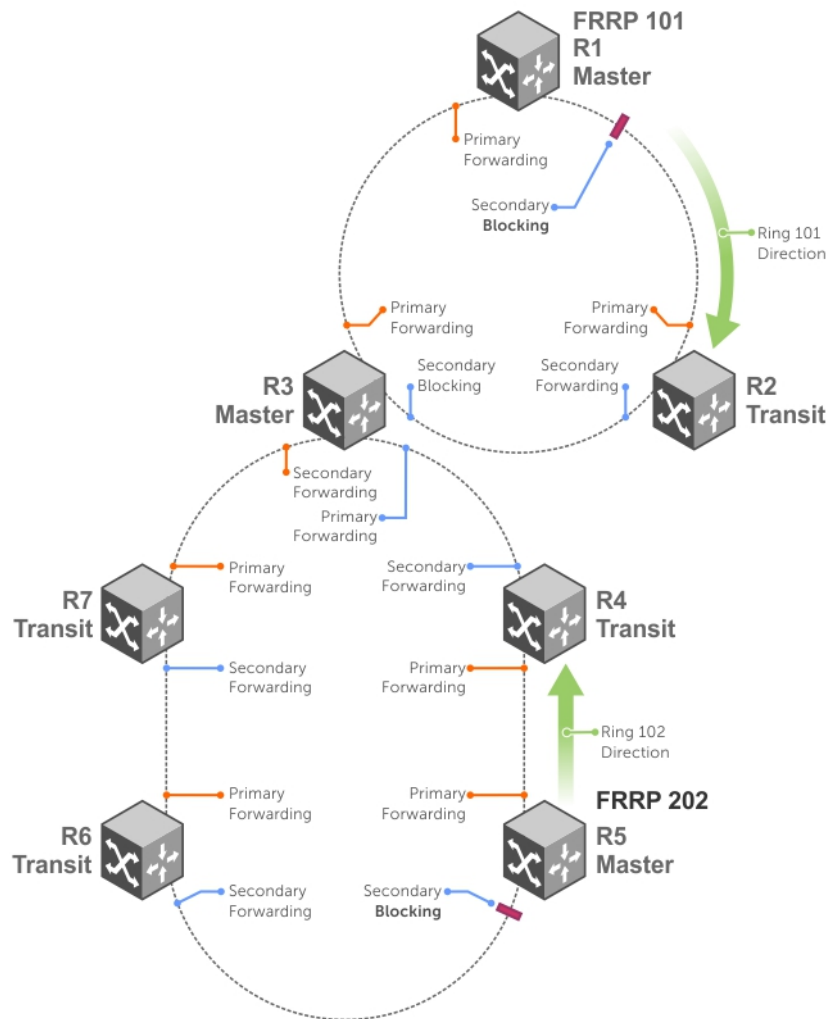 FRRP 101
R1
Master
Primary
Forwarding
Secondary
Blocking
Ring 101
Direction
Primary
Forwarding
Primary
Forwarding
Secondary
Blocking
Secondary
Forwarding
R3
Master
R2
Transit
Secondary
Forwarding
Primary
Forwarding
Primary
Forwarding
Secondary
Forwarding
R7
Transit
R4
Transit
Secondary
Forwarding
Primary
Forwarding
Ring 102
Direction
Primary
Forwarding
Primary
Forwarding
FRRP 202
R6
Transit
R5
Master
Secondary
Forwarding
Secondary
Blocking